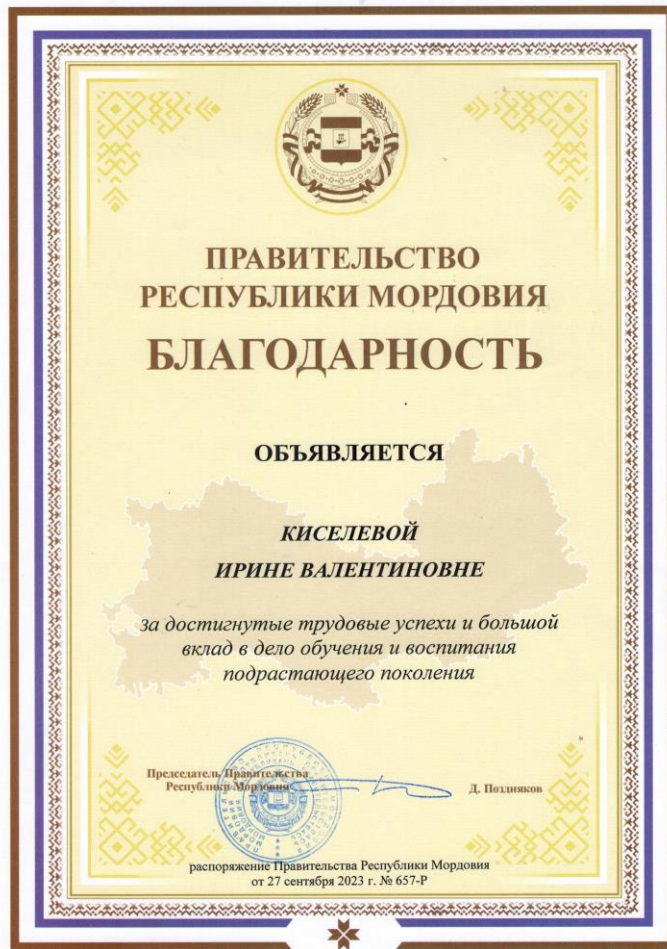 ПРАВИТЕЛЬСТВО
РЕСПУБЛИКИ МОРДОВИЯ
БЛАГОДАРНОСТЬ
ОБЪЯВЛЯЕТСЯ
КИСЕЛЕВОЙ
ИРИНЕ ВАЛЕНТИНОВНЕ
за достигнутые трудовые успехи и большой
вклад в дело обучения и воспитания
подрастающего поколения
Председатель Правительства
Республики Мордовия
Д. Поздняков
распоряжение Правительства Республики Мордовия
от 27 сентября 2023 г. № 657-Р